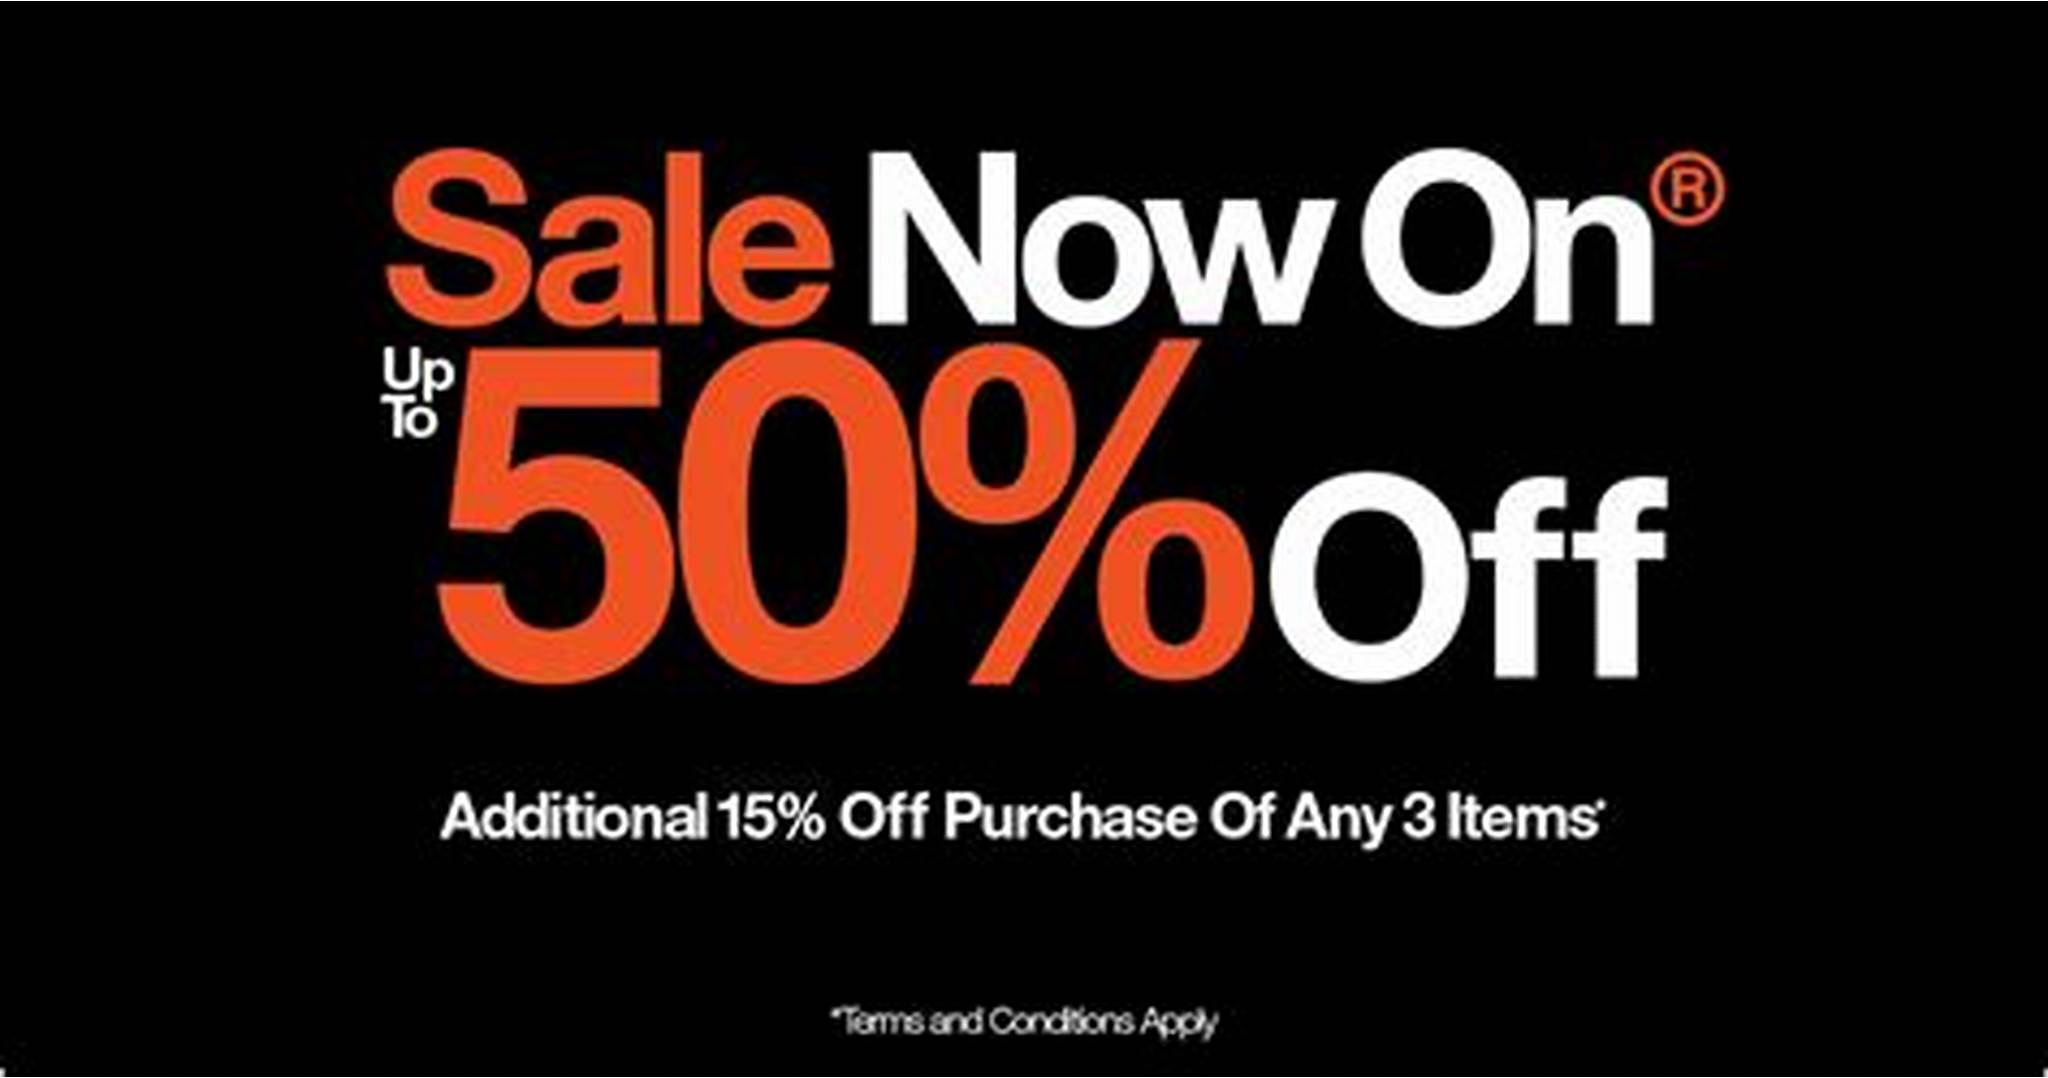 Sale Now On®
Up
To
50% Off
Additional 15% Off Purchase Of Any 3 Items*
*Terms and Conditions Apply